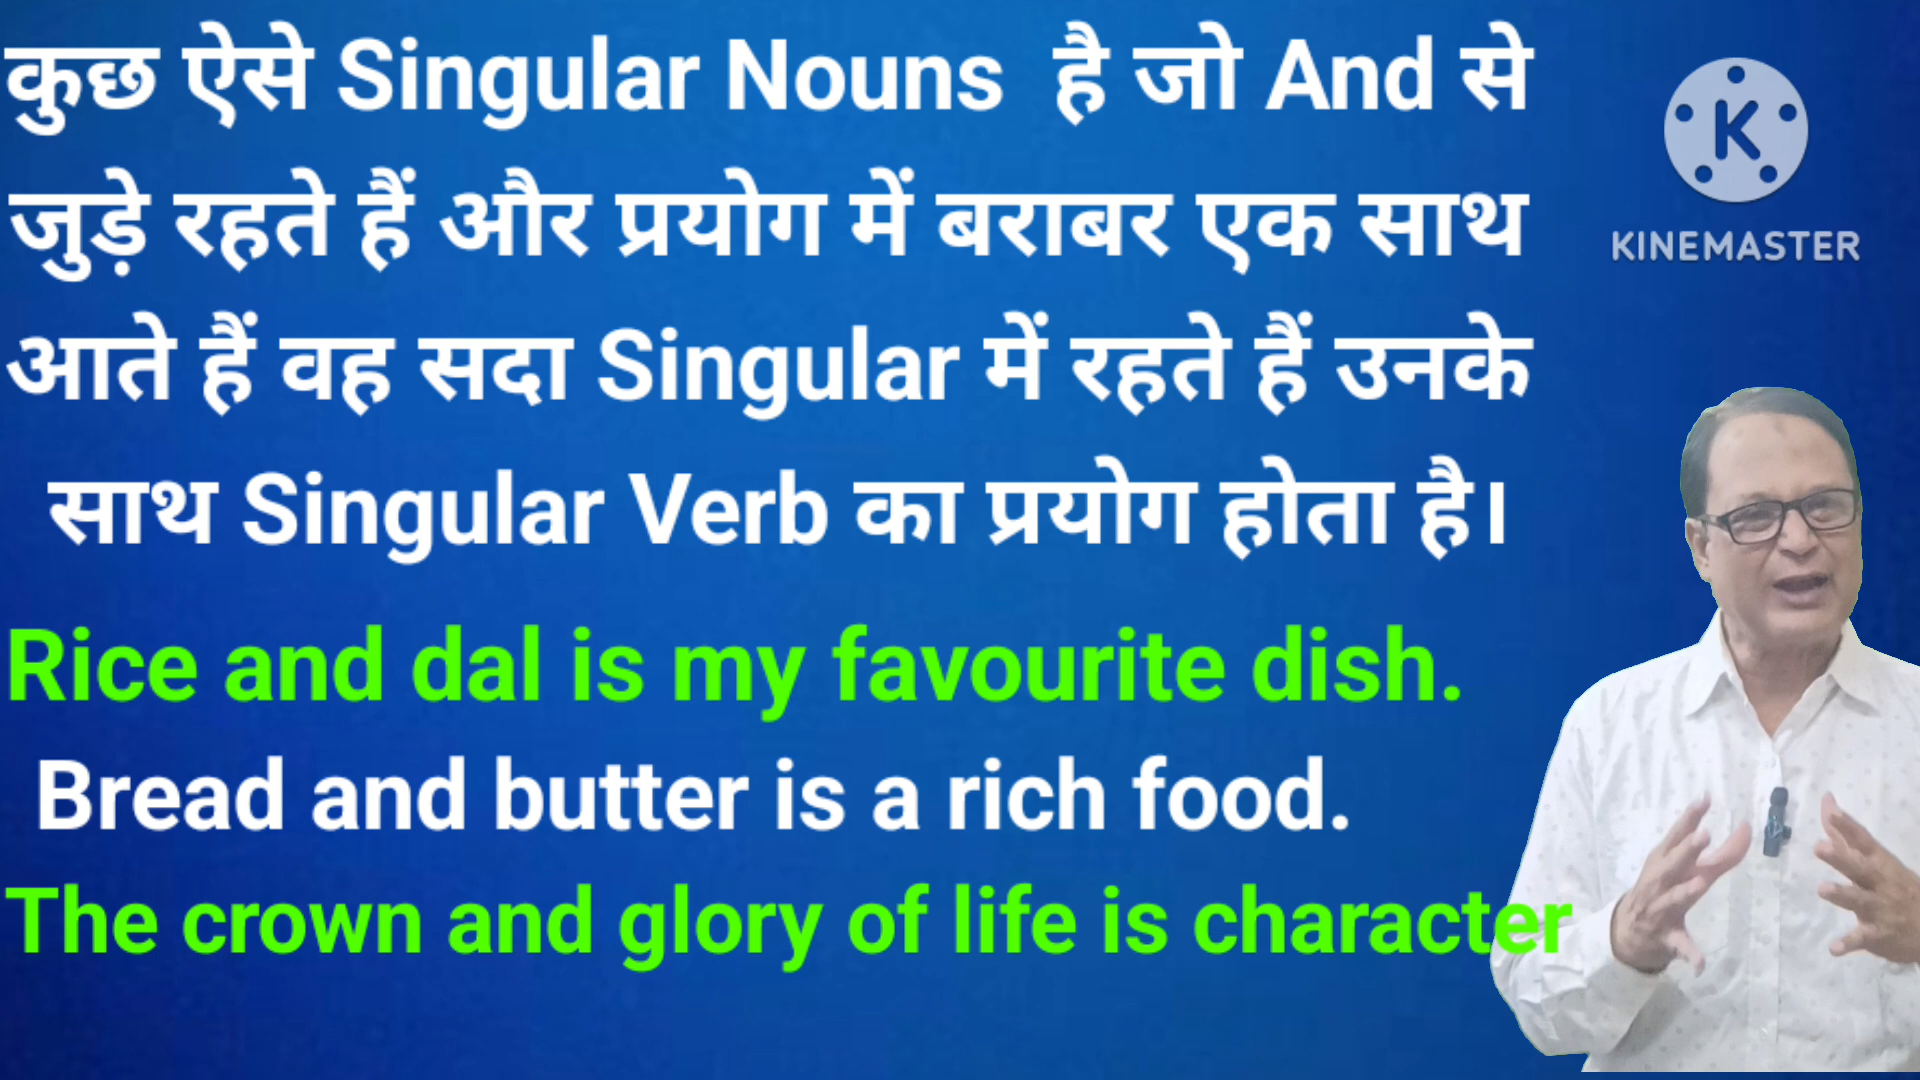 कुछ ऐसे Singular Nouns है जो And से
जुड़े रहते हैं और प्रयोग में बराबर एक साथ
आते हैं वह सदा Singular में रहते हैं उनके
साथ Singular Verb का प्रयोग होता है।
Rice and dal is my favourite dish.
Bread and butter is a rich food.
The crown and glory of life is character
K
KINEMASTER